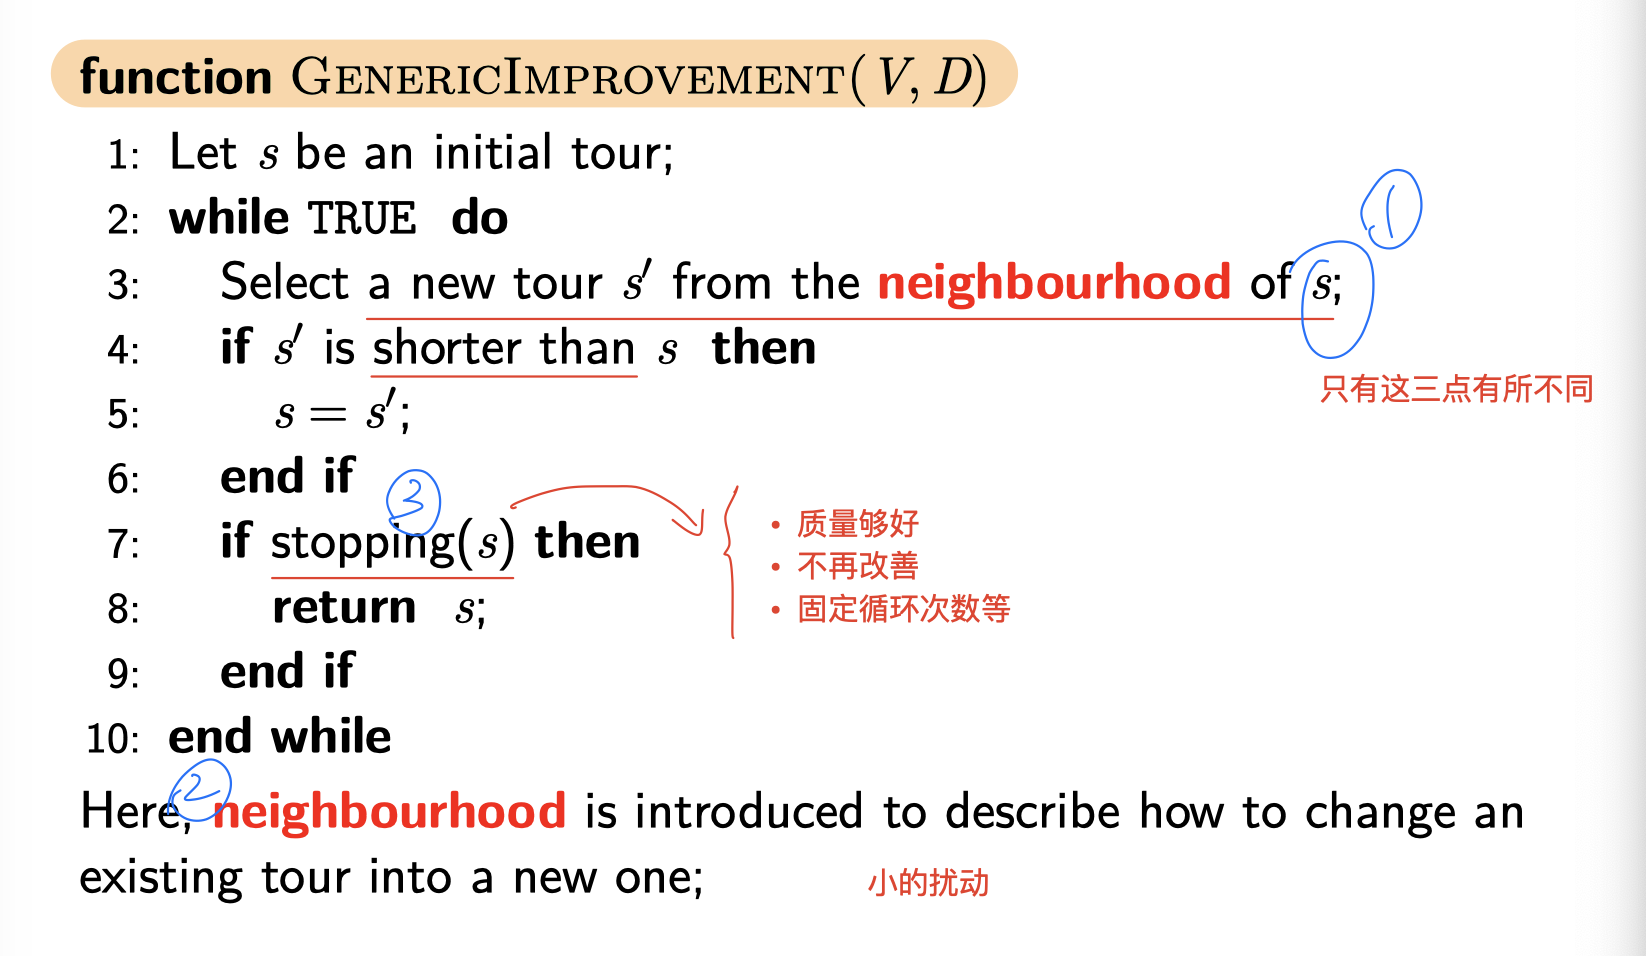 function GENERICIMPROVEMENT(V, D)
1: Let s be an initial tour;
2: while TRUE do
1
3: Select a new tour s′ from the neighbourhood of s;
4: if s′ is shorter than s then
只有这三点有所不同
5: s = s′;
6: end if
3
7: if stopping(s) then
• 质量够好
• 不再改善
• 固定循环次数等
8: return s;
9: end if
10: end while
2
Here, neighbourhood is introduced to describe how to change an
existing tour into a new one;
小的扰动